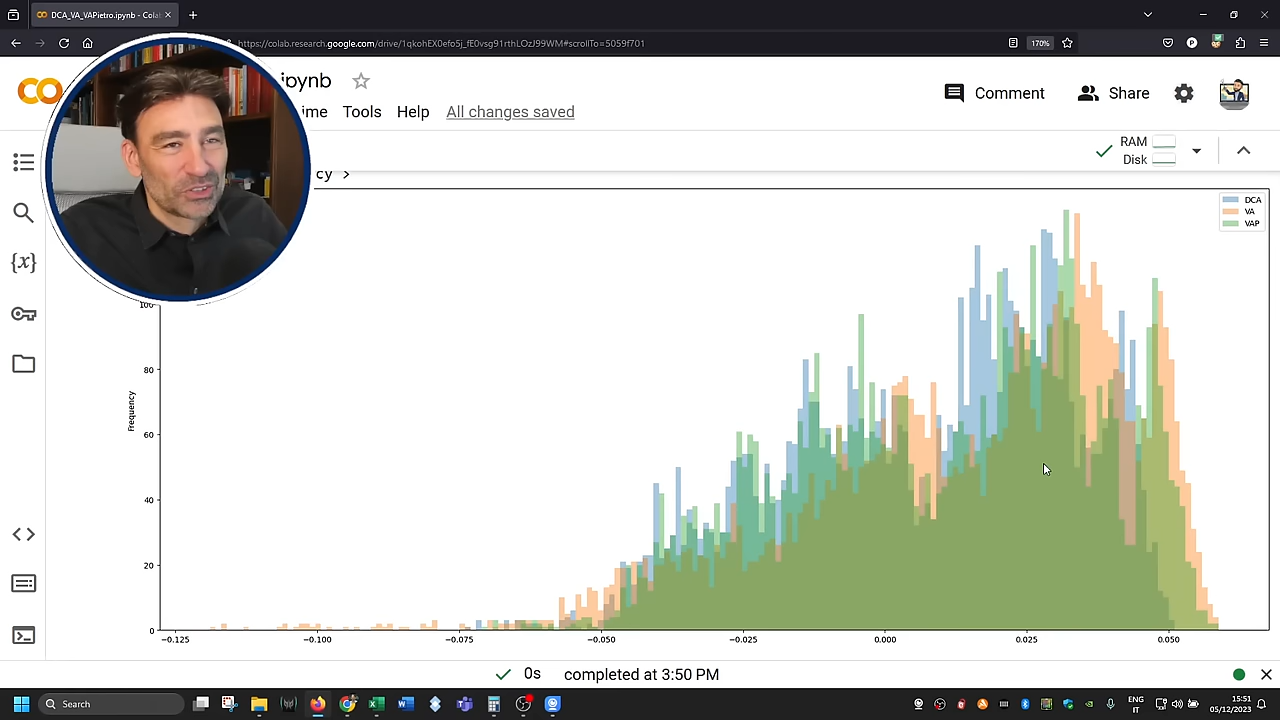 DCA_VA_VAPietro.ipynb - Colab
https://colab.research.google.com/drive/1qkohEX0efo5j_fE0vsg91rthLOzJ99WM#scrollTo=5059f701
170%
ipynb
Comment
Share
ime Tools Help All changes saved
RAM
Disk
cy >
{x}
DCA
VA
VAP
Frequency
100
80
60
40
20
0
−0.125 −0.100 −0.075 −0.050 −0.025 0.000 0.025 0.050
0s completed at 3:50 PM
Search
ENG
IT
15:51
05/12/2023